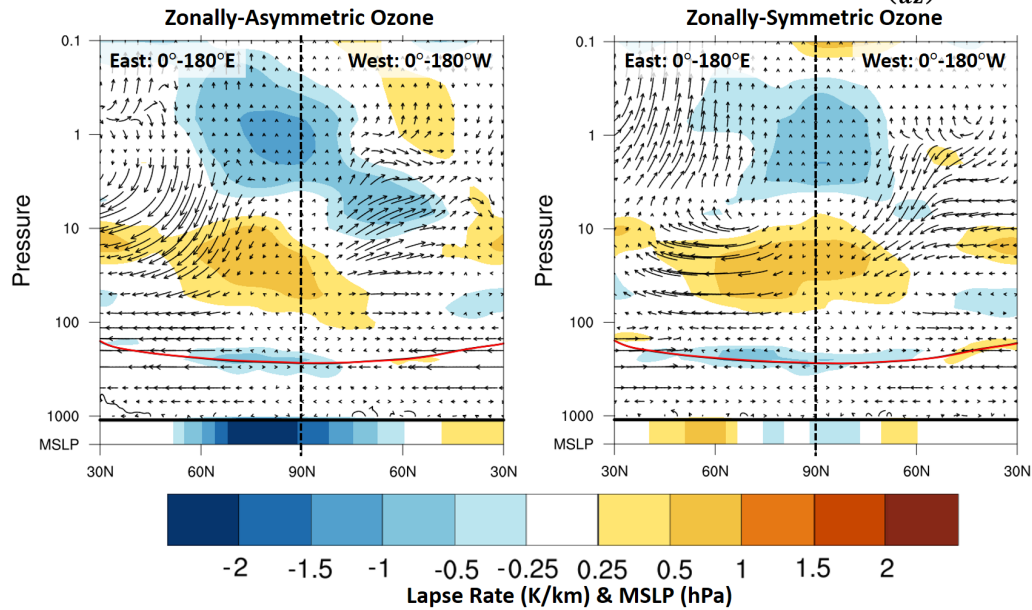 (dz)
Zonally-Asymmetric Ozone
Zonally-Symmetric Ozone
0.1
East: 0°-180°E
West: 0°-180°W
1
Pressure
10
100
1000
MSLP
30N
60N
90N
60N
30N
0.1
East: 0°-180°E
West: 0°-180°W
1
Pressure
10
100
1000
MSLP
30N
60N
90N
60N
30N
-2
-1.5
-1
-0.5
-0.25
0.25
0.5
1
1.5
2
Lapse Rate (K/km) & MSLP (hPa)